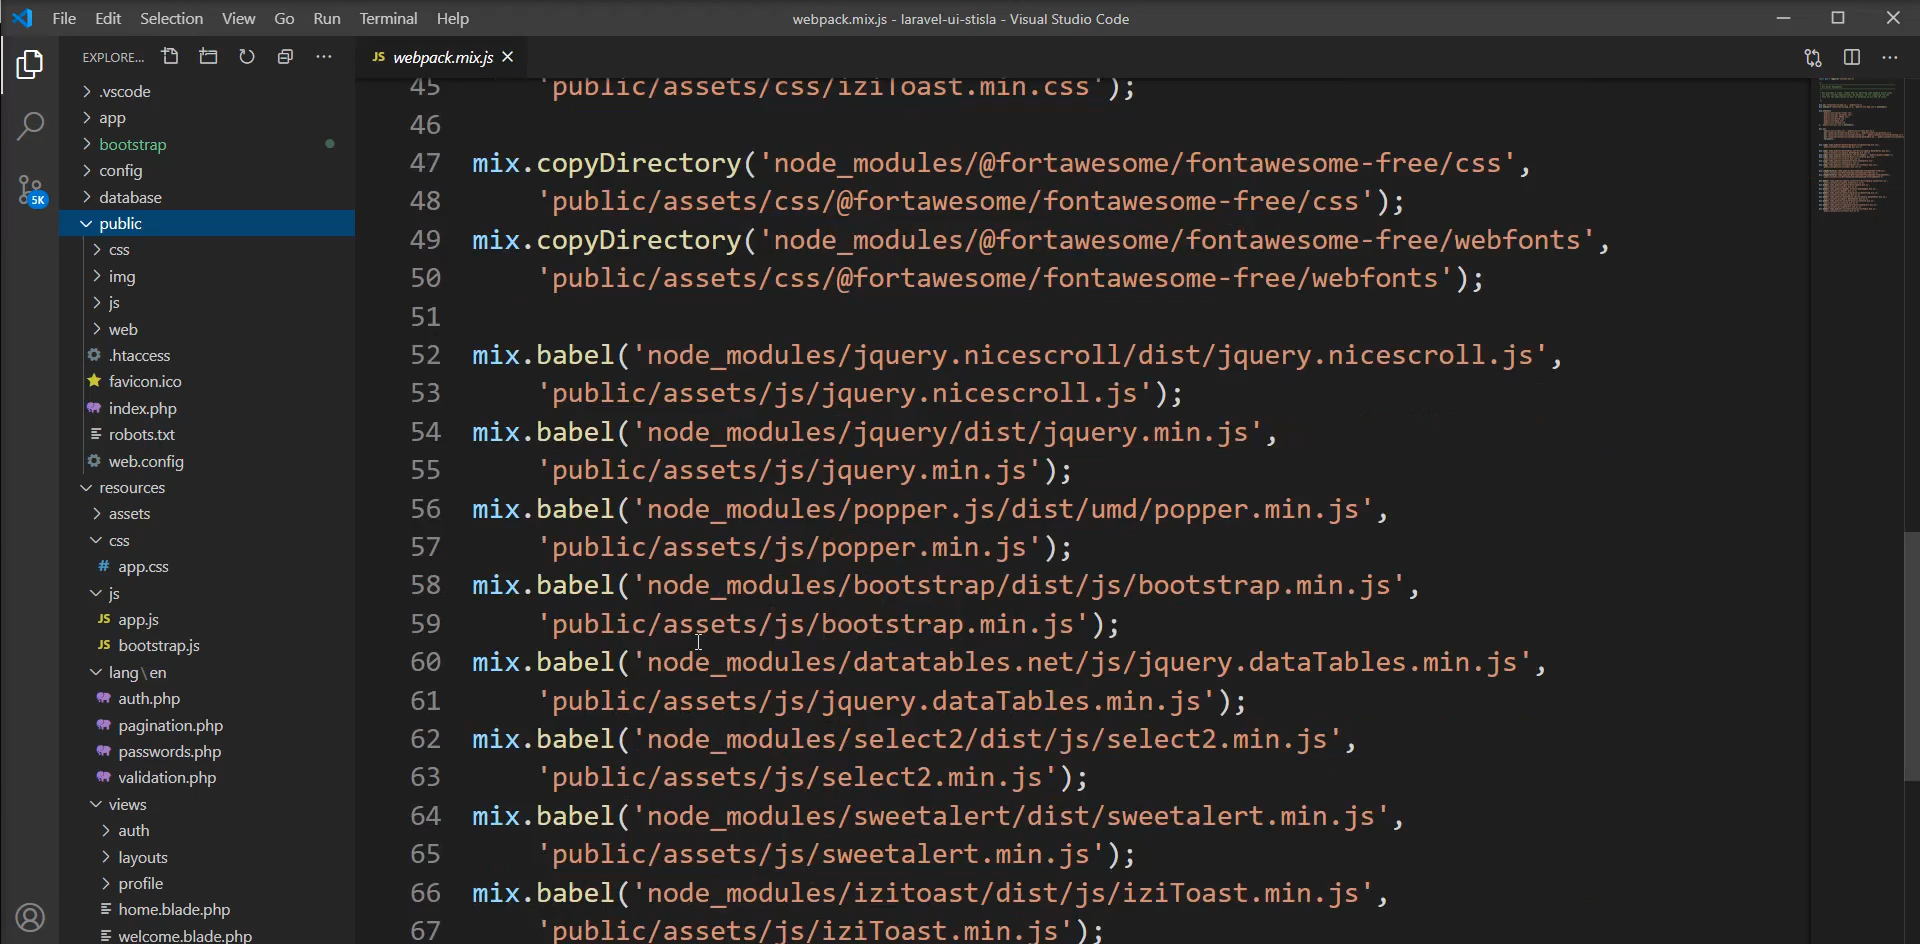 File Edit Selection View Go Run Terminal Help
webpack.mix.js - laravel-ui-stisla - Visual Studio Code
EXPLORE...
JS webpack.mix.js
5K
.vscode
app
bootstrap
config
database
public
css
img
js
web
.htaccess
favicon.ico
index.php
robots.txt
web.config
resources
assets
css
# app.css
js
JS app.js
JS bootstrap.js
lang\en
auth.php
pagination.php
passwords.php
validation.php
views
auth
layouts
profile
home.blade.php
welcome.blade.php
45 'public/assets/css/iziToast.min.css');
46
47 mix.copyDirectory('node_modules/@fortawesome/fontawesome-free/css',
48 'public/assets/css/@fortawesome/fontawesome-free/css');
49 mix.copyDirectory('node_modules/@fortawesome/fontawesome-free/webfonts',
50 'public/assets/css/@fortawesome/fontawesome-free/webfonts');
51
52 mix.babel('node_modules/jquery.nicescroll/dist/jquery.nicescroll.js',
53 'public/assets/js/jquery.nicescroll.js');
54 mix.babel('node_modules/jquery/dist/jquery.min.js',
55 'public/assets/js/jquery.min.js');
56 mix.babel('node_modules/popper.js/dist/umd/popper.min.js',
57 'public/assets/js/popper.min.js');
58 mix.babel('node_modules/bootstrap/dist/js/bootstrap.min.js',
59 'public/assets/js/bootstrap.min.js');
60 mix.babel('node_modules/datatables.net/js/jquery.dataTables.min.js',
61 'public/assets/js/jquery.dataTables.min.js');
62 mix.babel('node_modules/select2/dist/js/select2.min.js',
63 'public/assets/js/select2.min.js');
64 mix.babel('node_modules/sweetalert/dist/sweetalert.min.js',
65 'public/assets/js/sweetalert.min.js');
66 mix.babel('node_modules/izitoast/dist/js/iziToast.min.js',
67 'public/assets/js/iziToast.min.js');